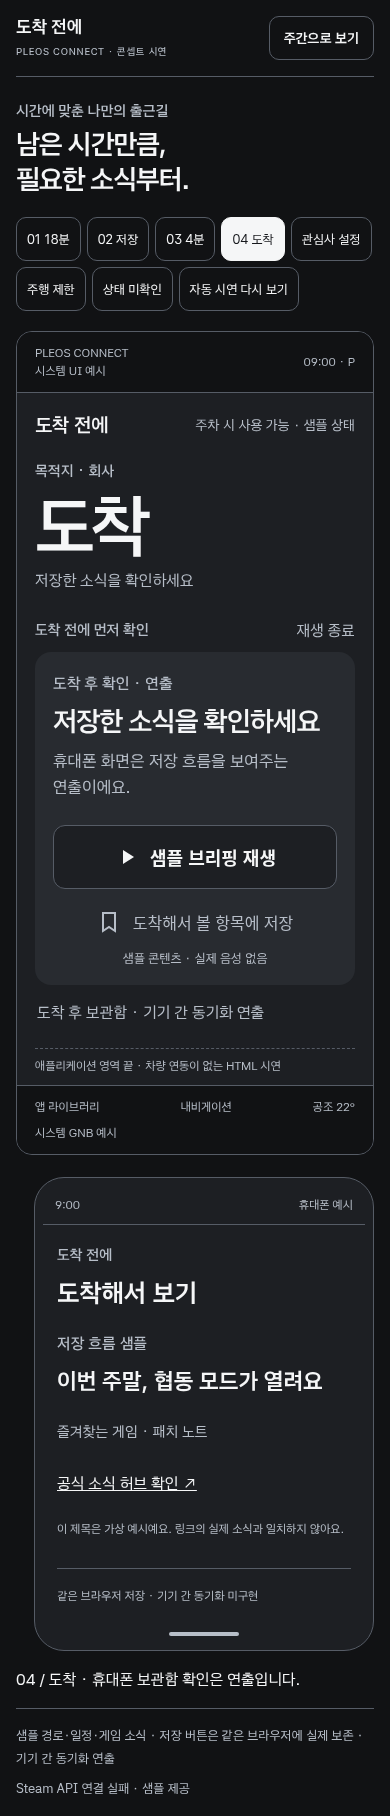 도착 전에
주간으로 보기
PLEOS CONNECT · 콘셉트 시연
시간에 맞춘 나만의 출근길
남은 시간만큼,
필요한 소식부터.
01 18분
02 저장
03 4분
04 도착
관심사 설정
주행 제한
상태 미확인
자동 시연 다시 보기
PLEOS CONNECT
시스템 UI 예시
09:00 · P
도착 전에
주차 시 사용 가능 · 샘플 상태
목적지 · 회사
도착
저장한 소식을 확인하세요
도착 전에 먼저 확인
재생 종료
도착 후 확인 · 연출
저장한 소식을 확인하세요
휴대폰 화면은 저장 흐름을 보여주는
연출이에요.
샘플 브리핑 재생
도착해서 볼 항목에 저장
샘플 콘텐츠 · 실제 음성 없음
도착 후 보관함 · 기기 간 동기화 연출
애플리케이션 영역 끝 · 차량 연동이 없는 HTML 시연
앱 라이브러리
내비게이션
공조 22°
시스템 GNB 예시
9:00
휴대폰 예시
도착 전에
도착해서 보기
저장 흐름 샘플
이번 주말, 협동 모드가 열려요
즐겨찾는 게임 · 패치 노트
공식 소식 허브 확인 ↗
이 제목은 가상 예시예요. 링크의 실제 소식과 일치하지 않아요.
같은 브라우저 저장 · 기기 간 동기화 미구현
04 / 도착 · 휴대폰 보관함 확인은 연출입니다.
샘플 경로·일정·게임 소식 · 저장 버튼은 같은 브라우저에 실제 보존 ·
기기 간 동기화 연출
Steam API 연결 실패 · 샘플 제공